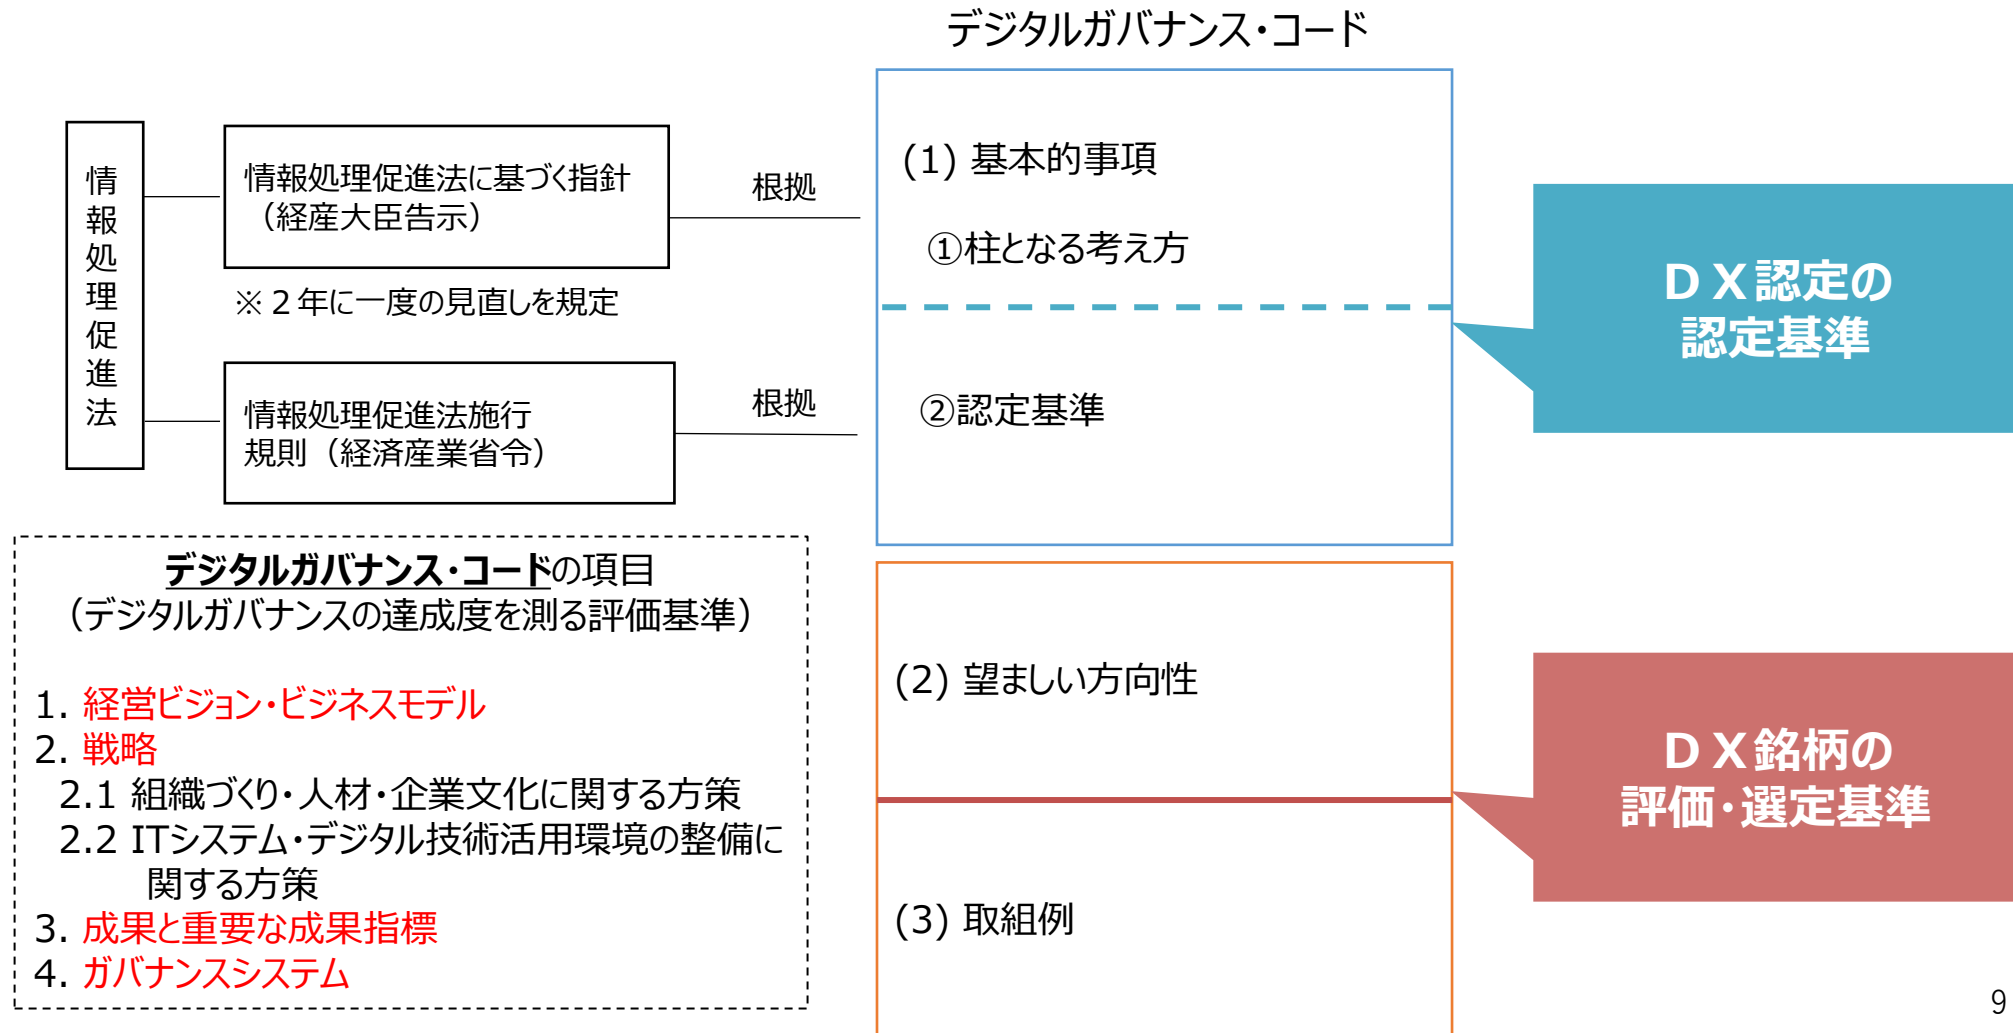 デジタルガバナンス・コード
情報処理促進法
情報処理促進法に基づく指針
（経産大臣告示）
根拠
※２年に一度の見直しを規定
情報処理促進法施行
規則（経済産業省令）
根拠
(1) 基本的事項
①柱となる考え方
②認定基準
ＤＸ認定の
認定基準
デジタルガバナンス・コードの項目
（デジタルガバナンスの達成度を測る評価基準）
1. 経営ビジョン・ビジネスモデル
2. 戦略
2.1 組織づくり・人材・企業文化に関する方策
2.2 ITシステム・デジタル技術活用環境の整備に
関する方策
3. 成果と重要な成果指標
4. ガバナンスシステム
(2) 望ましい方向性
(3) 取組例
ＤＸ銘柄の
評価・選定基準
9